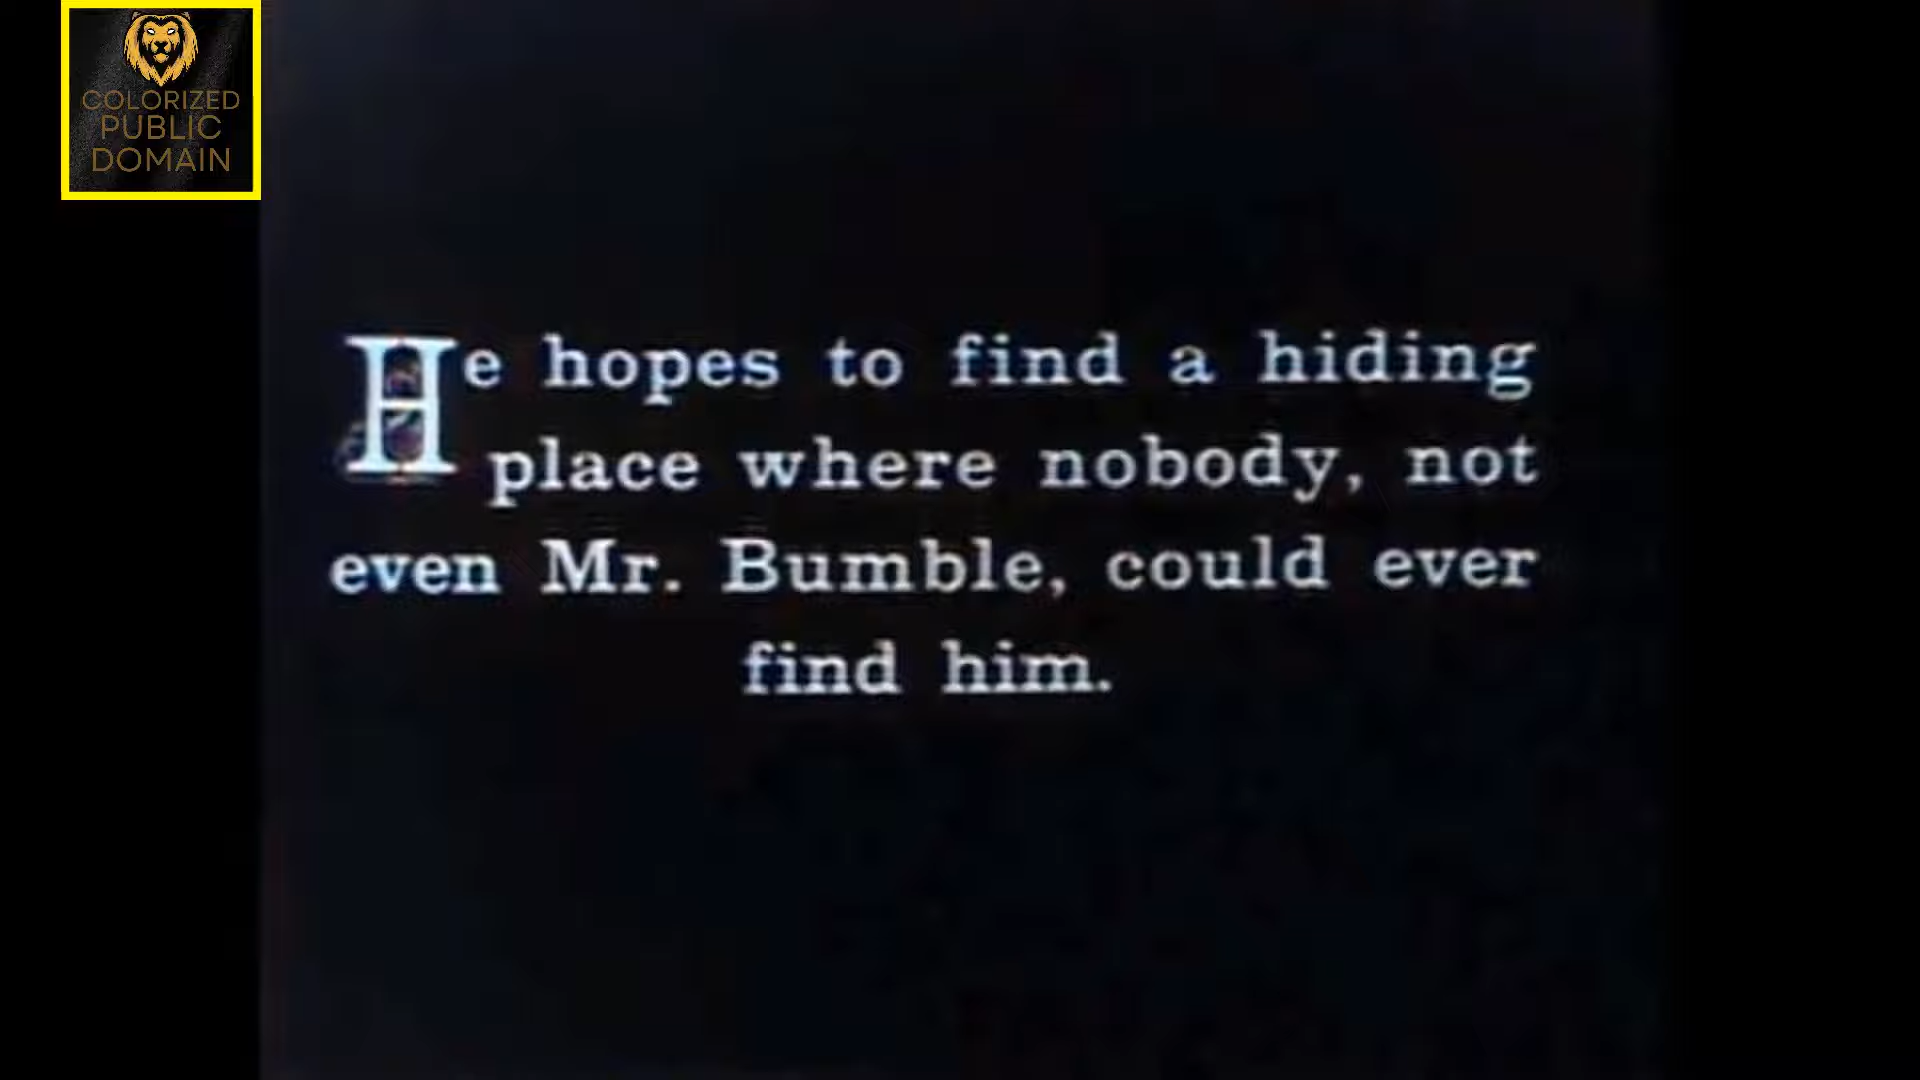 COLORIZED
PUBLIC
DOMAIN
He hopes to find a hiding
place where nobody, not
even Mr. Bumble, could ever
find him.